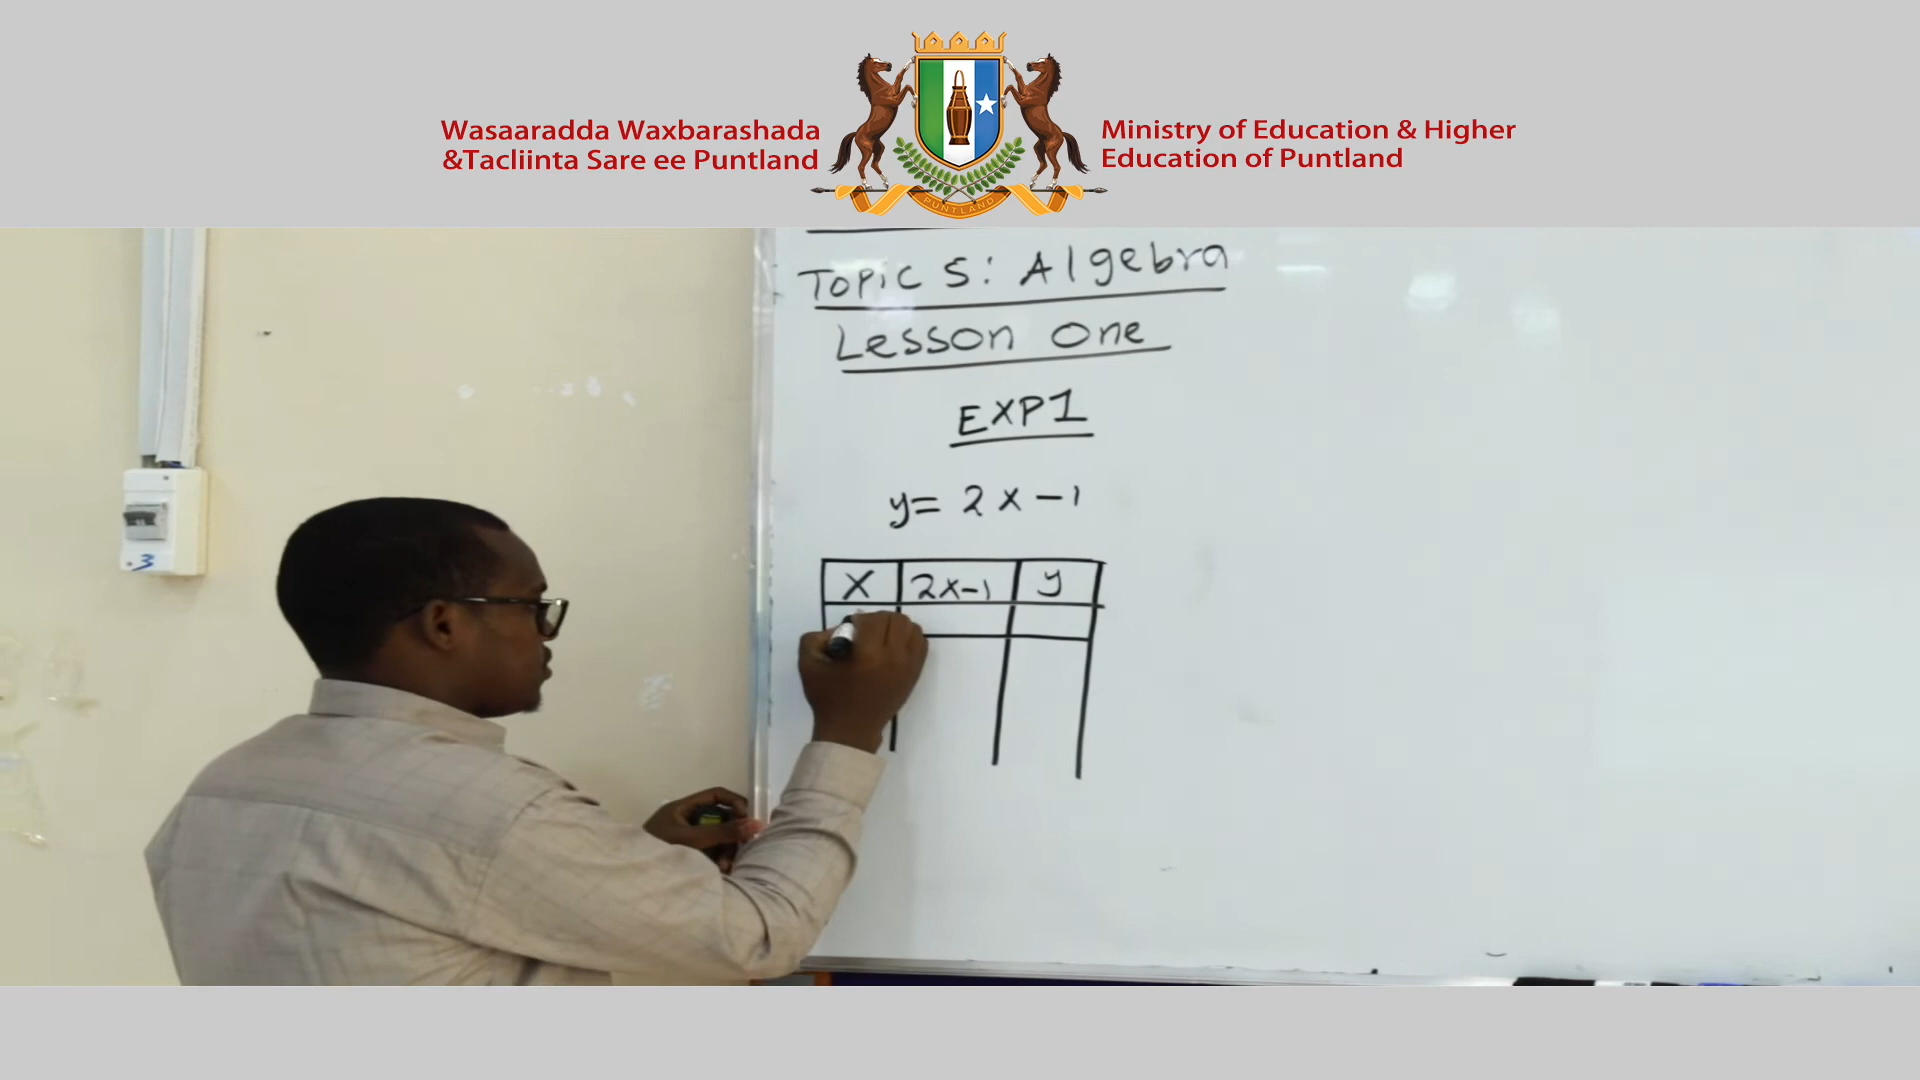 Wasaaradda Waxbarashada
&Tacliinta Sare ee Puntland
Ministry of Education & Higher
Education of Puntland
PUNTLAND
Topic 5: Algebra
Lesson One
EXP1
y= 2x-1
x 2x-1 y
3